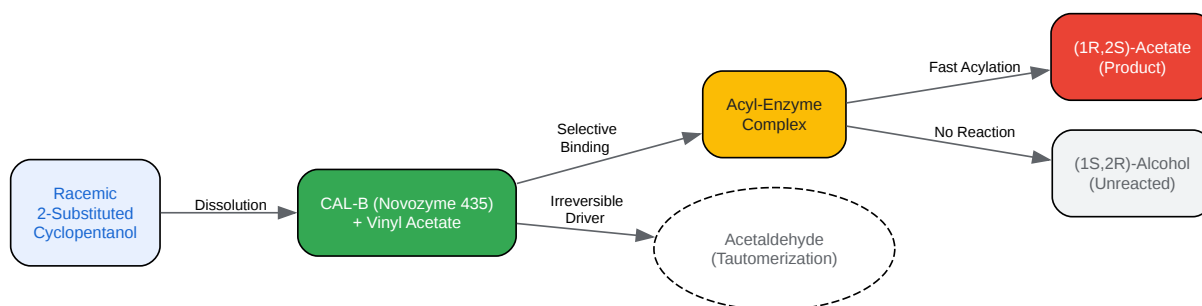 Racemic
2-Substituted
Cyclopentanol
Dissolution
CAL-B (Novozyme 435)
+ Vinyl Acetate
Selective
Binding
Irreversible
Driver
Acyl-Enzyme
Complex
Acetaldehyde
(Tautomerization)
Fast Acylation
No Reaction
(1R,2S)-Acetate
(Product)
(1S,2R)-Alcohol
(Unreacted)